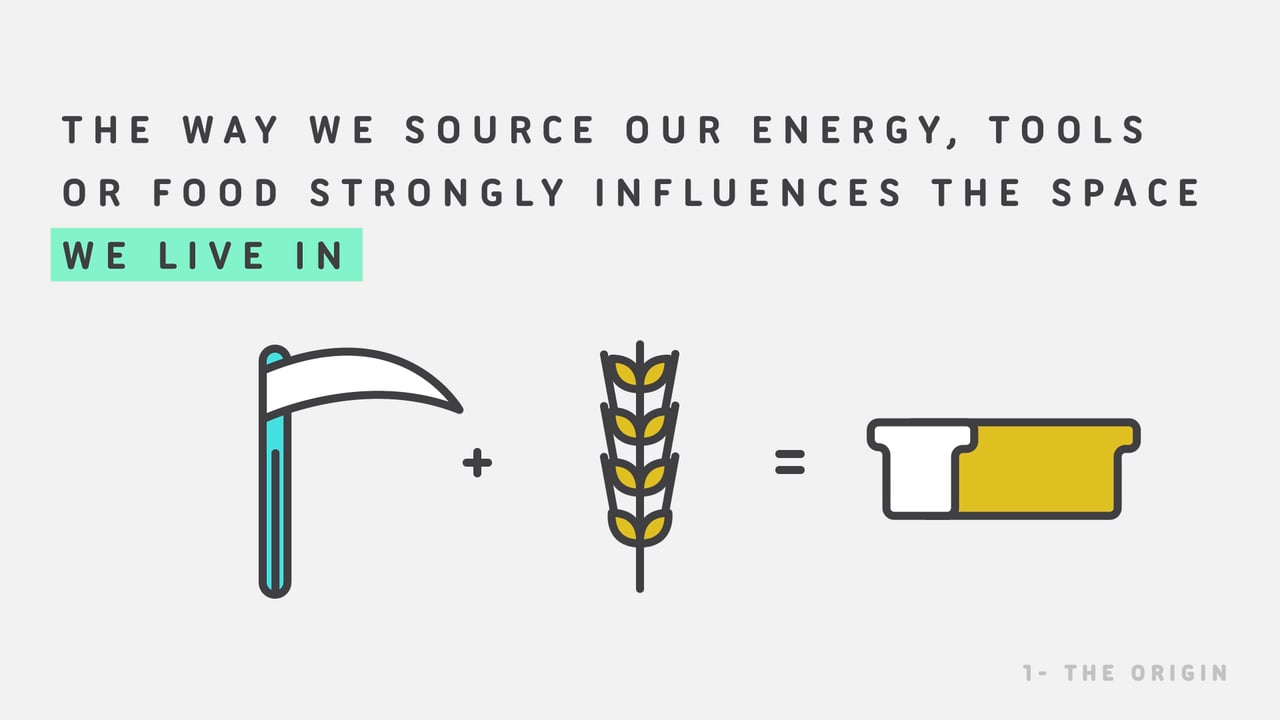 THE WAY WE SOURCE OUR ENERGY, TOOLS
OR FOOD STRONGLY INFLUENCES THE SPACE
WE LIVE IN
+
=
1- THE ORIGIN